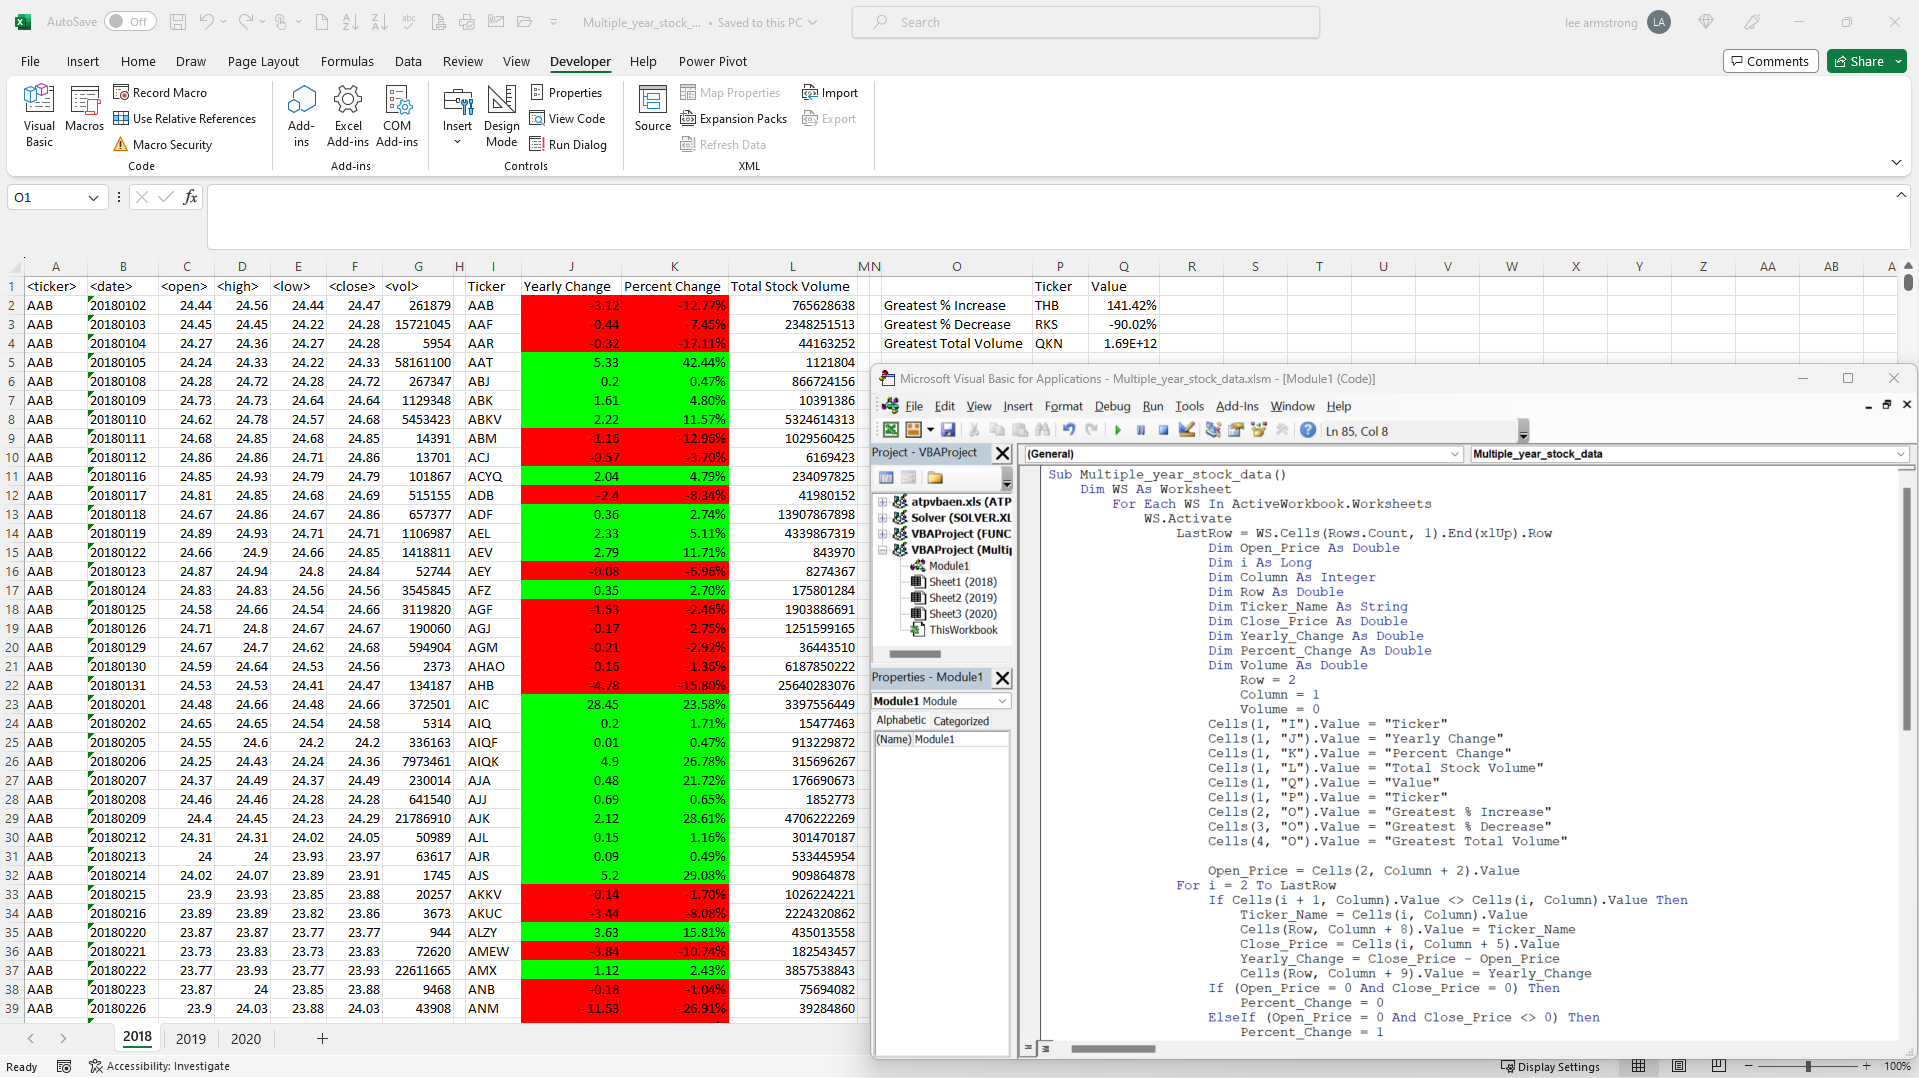 AutoSave Off Multiple_year_stock_... • Saved to this PC Search lee armstrong LA
File Insert Home Draw Page Layout Formulas Data Review View Developer Help Power Pivot Comments Share
Visual Basic Macros Record Macro Use Relative References Macro Security Code
Add-ins Excel Add-ins COM Add-ins Add-ins
Insert Design Mode Properties View Code Run Dialog Controls
Source Map Properties Expansion Packs Refresh Data Import Export XML
O1 fx
A B C D E F G H I J K L M N O P Q R S T U V W X Y Z AA AB A
1 <ticker> <date> <open> <high> <low> <close> <vol> Ticker Yearly Change Percent Change Total Stock Volume Ticker Value
2 AAB 20180102 24.44 24.56 24.44 24.47 261879 AAB -3.12 -12.77% 765628638 Greatest % Increase THB 141.42%
3 AAB 20180103 24.45 24.45 24.22 24.28 15721045 AAF -0.44 -7.45% 2348251513 Greatest % Decrease RKS -90.02%
4 AAB 20180104 24.27 24.36 24.27 24.28 5954 AAR -0.32 -17.11% 44163252 Greatest Total Volume QKN 1.69E+12
5 AAB 20180105 24.24 24.33 24.22 24.33 58161100 AAT 5.33 42.44% 1121804
6 AAB 20180108 24.28 24.72 24.28 24.72 267347 ABJ 0.2 0.47% 866724156
7 AAB 20180109 24.73 24.73 24.64 24.64 1129348 ABK 1.61 4.80% 10391386
8 AAB 20180110 24.62 24.78 24.57 24.68 5453423 ABKV 2.22 11.57% 5324614313
9 AAB 20180111 24.68 24.85 24.68 24.85 14391 ABM -1.16 -12.96% 1029560425
10 AAB 20180112 24.86 24.86 24.71 24.86 13701 ACJ -0.57 -3.70% 6169423
11 AAB 20180116 24.85 24.93 24.79 24.79 101867 ACYQ 2.04 4.79% 234097825
12 AAB 20180117 24.81 24.85 24.68 24.69 515155 ADB -2.4 -8.34% 41980152
13 AAB 20180118 24.67 24.86 24.67 24.86 657377 ADF 0.36 2.74% 13907867898
14 AAB 20180119 24.89 24.93 24.71 24.71 1106987 AEL 2.33 5.11% 4339867319
15 AAB 20180122 24.66 24.9 24.66 24.85 1418811 AEV 2.79 11.71% 843970
16 AAB 20180123 24.87 24.94 24.8 24.84 52744 AEY -0.08 -6.96% 8274367
17 AAB 20180124 24.83 24.83 24.56 24.56 3545845 AFZ 0.35 2.70% 175801284
18 AAB 20180125 24.58 24.66 24.54 24.66 3119820 AGF -1.53 -2.46% 1903886691
19 AAB 20180126 24.71 24.8 24.67 24.67 190060 AGJ -0.17 -2.75% 1251599165
20 AAB 20180129 24.67 24.7 24.62 24.68 594904 AGM -0.21 -2.92% 36443510
21 AAB 20180130 24.59 24.64 24.53 24.56 2373 AHAO -0.16 -1.36% 6187850222
22 AAB 20180131 24.53 24.53 24.41 24.47 134187 AHB -4.78 -15.80% 25640283076
23 AAB 20180201 24.48 24.66 24.48 24.66 372501 AIC 28.45 23.58% 3397556449
24 AAB 20180202 24.65 24.65 24.54 24.58 5314 AIQ 0.2 1.71% 15477463
25 AAB 20180205 24.55 24.6 24.2 24.2 336163 AIQF 0.01 0.47% 913229872
26 AAB 20180206 24.25 24.43 24.24 24.36 7973461 AIQK 4.9 26.78% 315696267
27 AAB 20180207 24.37 24.49 24.37 24.49 230014 AJA 0.48 21.72% 176690673
28 AAB 20180208 24.46 24.46 24.28 24.28 641540 AJJ 0.69 0.65% 1852773
29 AAB 20180209 24.4 24.45 24.23 24.29 21786910 AJK 2.12 28.61% 4706222269
30 AAB 20180212 24.31 24.31 24.02 24.05 50989 AJL 0.15 1.16% 301470187
31 AAB 20180213 24 24 23.93 23.97 63617 AJR 0.09 0.49% 533445954
32 AAB 20180214 24.02 24.07 23.89 23.91 1745 AJS 5.2 29.08% 909864878
33 AAB 20180215 23.9 23.93 23.85 23.88 20257 AKKV -0.14 -1.70% 1026224221
34 AAB 20180216 23.89 23.89 23.82 23.86 3673 AKUC -3.44 -8.08% 2224320862
35 AAB 20180220 23.87 23.87 23.77 23.77 944 ALZY 3.63 15.81% 435013558
36 AAB 20180221 23.73 23.83 23.73 23.83 72620 AMEW -3.84 -10.74% 182543457
37 AAB 20180222 23.77 23.93 23.77 23.93 22611665 AMX 1.12 2.43% 3857538843
38 AAB 20180223 23.87 24 23.85 23.88 9468 ANB -0.18 -1.04% 75694082
39 AAB 20180226 23.9 24.03 23.88 24.03 43908 ANM -11.53 -26.91% 39284860
2018 2019 2020
Ready Accessibility: Investigate Display Settings 100%
Microsoft Visual Basic for Applications - Multiple_year_stock_data.xlsm - [Module1 (Code)]
File Edit View Insert Format Debug Run Tools Add-Ins Window Help
Ln 85, Col 8
Project - VBAProject
atpvbaen.xls (ATP
Solver (SOLVER.XL
VBAProject (FUNC
VBAProject (Multip
Module1
Sheet1 (2018)
Sheet2 (2019)
Sheet3 (2020)
ThisWorkbook
Properties - Module1
Module1 Module
Alphabetic Categorized
(Name) Module1
(General) Multiple_year_stock_data
Sub Multiple_year_stock_data()
Dim WS As Worksheet
For Each WS In ActiveWorkbook.Worksheets
WS.Activate
LastRow = WS.Cells(Rows.Count, 1).End(xlUp).Row
Dim Open_Price As Double
Dim i As Long
Dim Column As Integer
Dim Row As Double
Dim Ticker_Name As String
Dim Close_Price As Double
Dim Yearly_Change As Double
Dim Percent_Change As Double
Dim Volume As Double
Row = 2
Column = 1
Volume = 0
Cells(1, "I").Value = "Ticker"
Cells(1, "J").Value = "Yearly Change"
Cells(1, "K").Value = "Percent Change"
Cells(1, "L").Value = "Total Stock Volume"
Cells(1, "Q").Value = "Value"
Cells(1, "P").Value = "Ticker"
Cells(2, "O").Value = "Greatest % Increase"
Cells(3, "O").Value = "Greatest % Decrease"
Cells(4, "O").Value = "Greatest Total Volume"
Open_Price = Cells(2, Column + 2).Value
For i = 2 To LastRow
If Cells(i + 1, Column).Value <> Cells(i, Column).Value Then
Ticker_Name = Cells(i, Column).Value
Cells(Row, Column + 8).Value = Ticker_Name
Close_Price = Cells(i, Column + 5).Value
Yearly_Change = Close_Price - Open_Price
Cells(Row, Column + 9).Value = Yearly_Change
If (Open_Price = 0 And Close_Price = 0) Then
Percent_Change = 0
ElseIf (Open_Price = 0 And Close_Price <> 0) Then
Percent_Change = 1